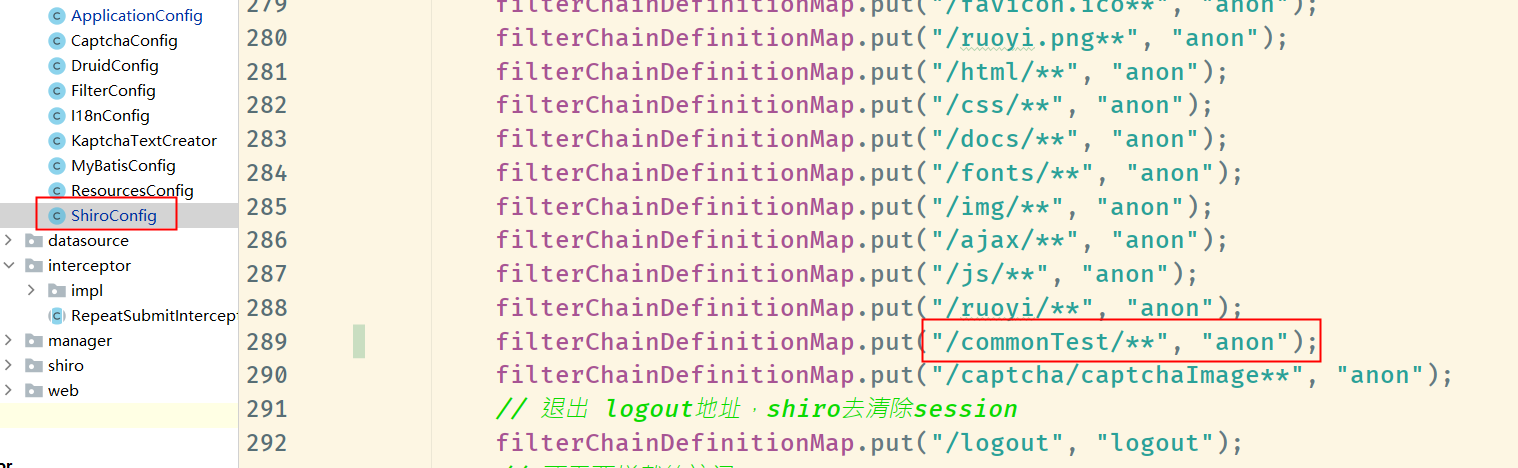 ApplicationConfig
CaptchaConfig
DruidConfig
FilterConfig
I18nConfig
KaptchaTextCreator
MyBatisConfig
ResourcesConfig
ShiroConfig
datasource
interceptor
impl
RepeatSubmitIntercep
manager
shiro
web
279 filterChainDefinitionMap.put("/favicon.ico**", "anon");
280 filterChainDefinitionMap.put("/ruoyi.png**", "anon");
281 filterChainDefinitionMap.put("/html/**", "anon");
282 filterChainDefinitionMap.put("/css/**", "anon");
283 filterChainDefinitionMap.put("/docs/**", "anon");
284 filterChainDefinitionMap.put("/fonts/**", "anon");
285 filterChainDefinitionMap.put("/img/**", "anon");
286 filterChainDefinitionMap.put("/ajax/**", "anon");
287 filterChainDefinitionMap.put("/js/**", "anon");
288 filterChainDefinitionMap.put("/ruoyi/**", "anon");
289 filterChainDefinitionMap.put("/commonTest/**", "anon");
290 filterChainDefinitionMap.put("/captcha/captchaImage**", "anon");
291 // 退出 logout地址，shiro去清除session
292 filterChainDefinitionMap.put("/logout", "logout");